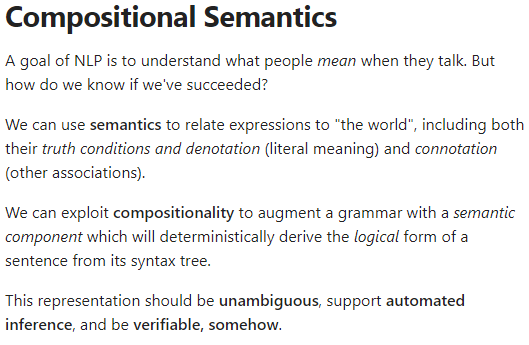 Compositional Semantics
A goal of NLP is to understand what people mean when they talk. But
how do we know if we've succeeded?
We can use semantics to relate expressions to "the world", including both
their truth conditions and denotation (literal meaning) and connotation
(other associations).
We can exploit compositionality to augment a grammar with a semantic
component which will deterministically derive the logical form of a
sentence from its syntax tree.
This representation should be unambiguous, support automated
inference, and be verifiable, somehow.